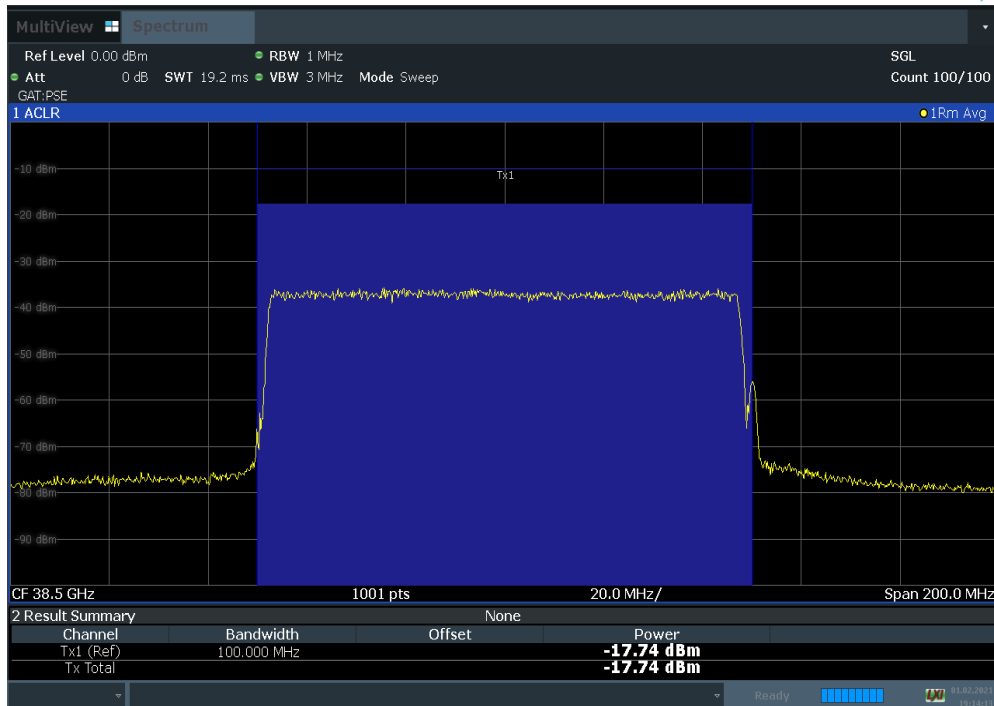 MultiView Spectrum
Ref Level 0.00 dBm RBW 1 MHz SGL
Att 0 dB SWT 19.2 ms VBW 3 MHz Mode Sweep Count 100/100
GAT:PSE
1 ACLR 1Rm Avg
-10 dBm
Tx1
-20 dBm
-30 dBm
-40 dBm
-50 dBm
-60 dBm
-70 dBm
-80 dBm
-90 dBm
CF 38.5 GHz 1001 pts 20.0 MHz/ Span 200.0 MHz
2 Result Summary None
Channel Bandwidth Offset Power
Tx1 (Ref) 100.000 MHz -17.74 dBm
Tx Total -17.74 dBm
Ready 01.02.2021